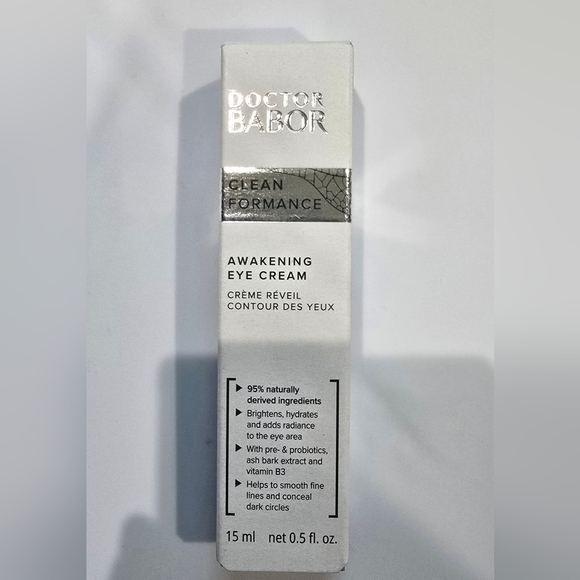 DOCTOR
BABOR
CLEAN
FORMANCE
AWAKENING
EYE CREAM
CRÈME RÉVEIL
CONTOUR DES YEUX
95% naturally
derived ingredients
Brightens, hydrates
and adds radiance
to the eye area
With pre- & probiotics,
ash bark extract and
vitamin B3
Helps to smooth fine
lines and conceal
dark circles
15 ml net 0.5 fl. oz.